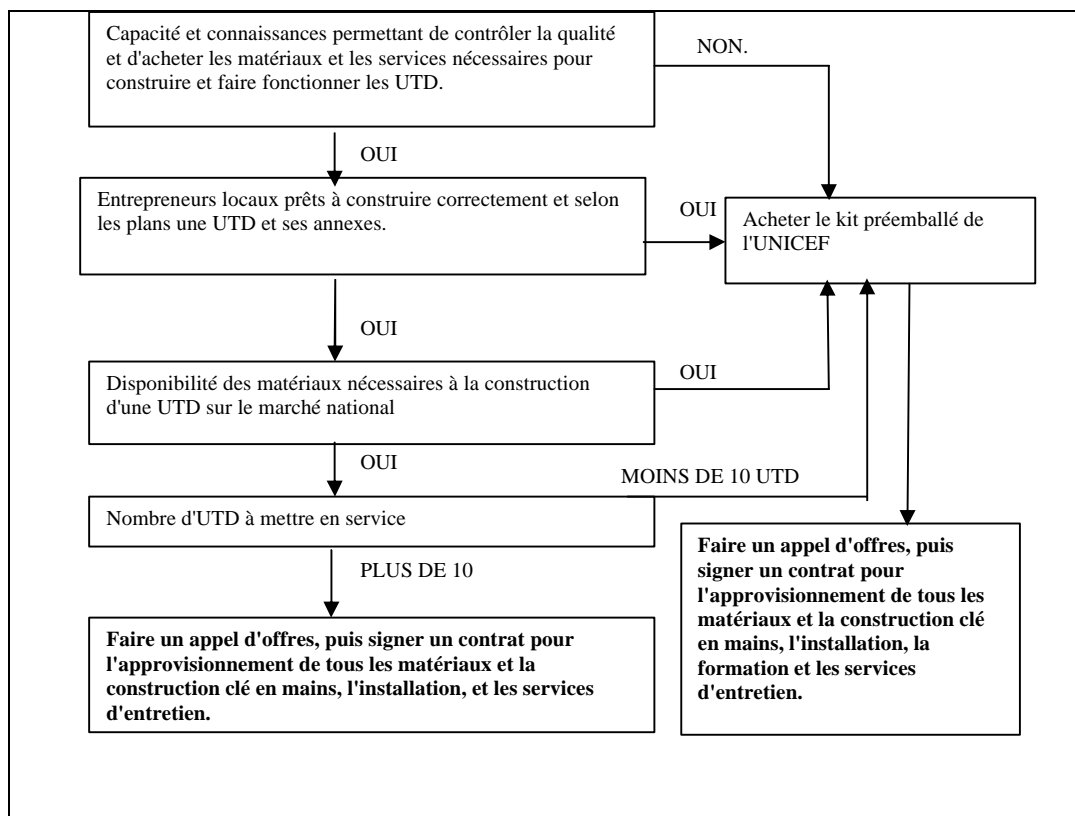 Capacité et connaissances permettant de contrôler la qualité
et d'acheter les matériaux et les services nécessaires pour
construire et faire fonctionner les UTD.
NON.
OUI
Entrepreneurs locaux prêts à construire correctement et selon
les plans une UTD et ses annexes.
OUI
Acheter le kit préemballé de
l'UNICEF
OUI
Disponibilité des matériaux nécessaires à la construction
d'une UTD sur le marché national
OUI
OUI
MOINS DE 10 UTD
Nombre d'UTD à mettre en service
PLUS DE 10
Faire un appel d'offres, puis signer un contrat pour
l'approvisionnement de tous les matériaux et la
construction clé en mains, l'installation, et les services
d'entretien.
Faire un appel d'offres, puis
signer un contrat pour
l'approvisionnement de tous les
matériaux et la construction clé
en mains, l'installation, la
formation et les services
d'entretien.